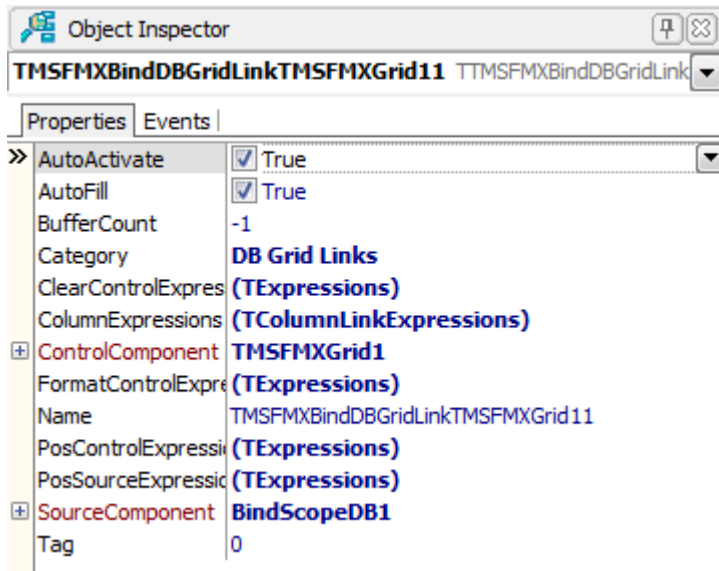 Object Inspector
TMSFMXBindDBGridLinkTMSFMXGrid11 TTMSFMXBindDBGridLink
Properties Events
AutoActivate True
AutoFill True
BufferCount -1
Category DB Grid Links
ClearControlExpres (TExpressions)
ColumnExpressions (TColumnLinkExpressions)
ControlComponent TMSFMXGrid1
FormatControlExpre (TExpressions)
Name TMSFMXBindDBGridLinkTMSFMXGrid11
PosControlExpressi (TExpressions)
PosSourceExpressic (TExpressions)
SourceComponent BindScopeDB1
Tag 0